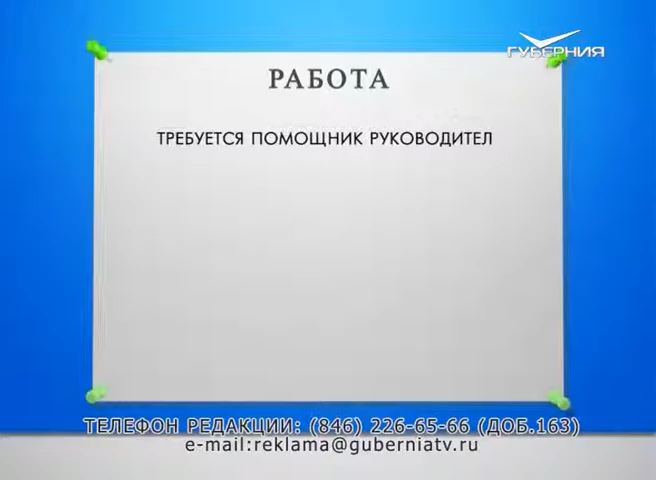 ГУБЕРНИЯ
РАБОТА
ТРЕБУЕТСЯ ПОМОЩНИК РУКОВОДИТЕЛ
ТЕЛЕФОН РЕДАКЦИИ: (846) 226-65-66 (ДОБ.163)
e-mail:reklama@guberniatv.ru